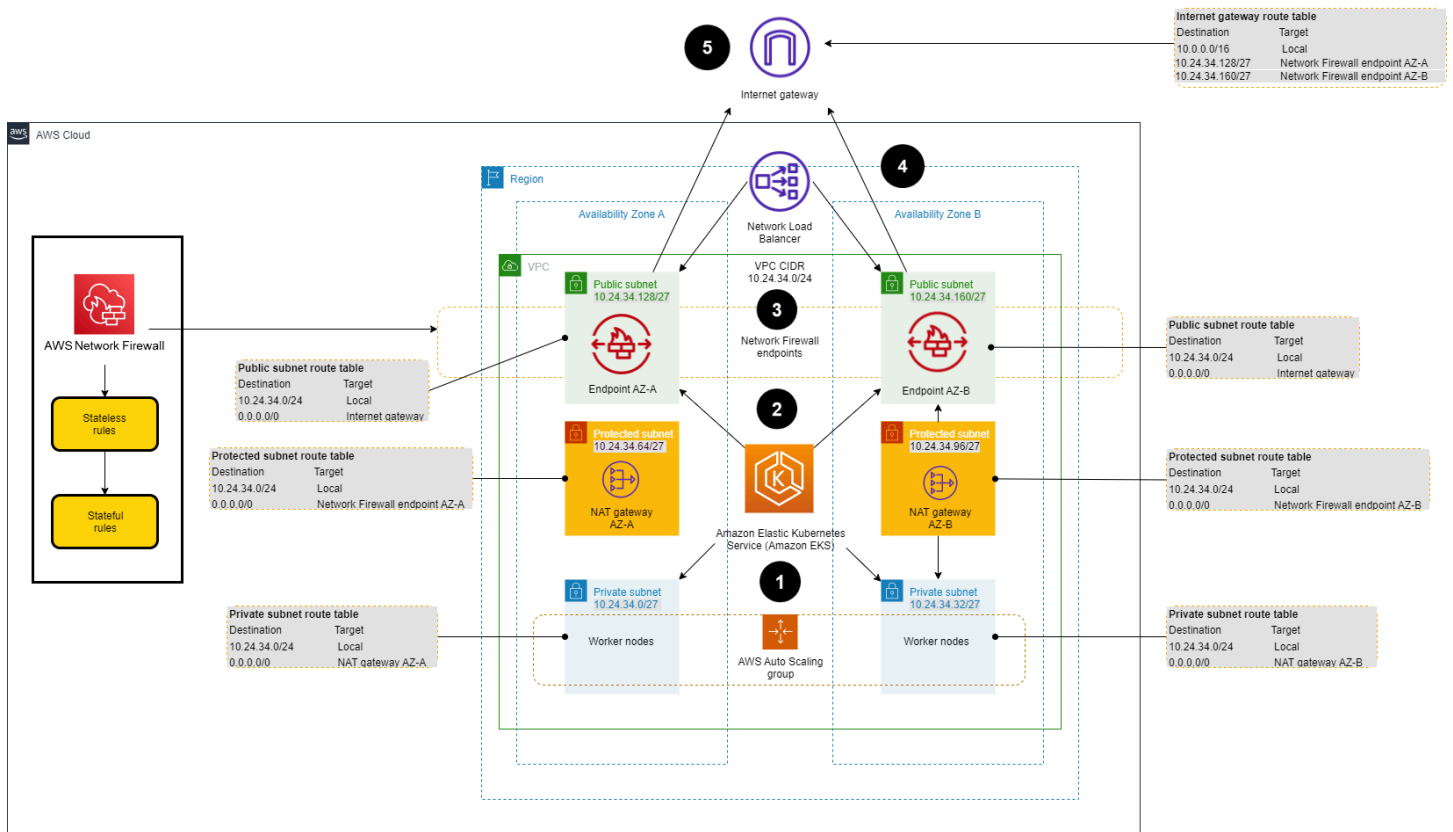 5
Internet gateway
Internet gateway route table
Destination Target
10.0.0.0/16 Local
10.24.34.128/27 Network Firewall endpoint AZ-A
10.24.34.160/27 Network Firewall endpoint AZ-B
aws
AWS Cloud
Region
4
Availability Zone A
Availability Zone B
Network Load
Balancer
VPC
VPC CIDR
10.24.34.0/24
Public subnet
10.24.34.128/27
Public subnet
10.24.34.160/27
3
Network Firewall
endpoints
Endpoint AZ-A
Endpoint AZ-B
AWS Network Firewall
Stateless
rules
Stateful
rules
Public subnet route table
Destination Target
10.24.34.0/24 Local
0.0.0.0/0 Internet gateway
Public subnet route table
Destination Target
10.24.34.0/24 Local
0.0.0.0/0 Internet gateway
2
Protected subnet
10.24.34.64/27
NAT gateway
AZ-A
Protected subnet
10.24.34.96/27
NAT gateway
AZ-B
Protected subnet route table
Destination Target
10.24.34.0/24 Local
0.0.0.0/0 Network Firewall endpoint AZ-A
Protected subnet route table
Destination Target
10.24.34.0/24 Local
0.0.0.0/0 Network Firewall endpoint AZ-B
K
Amazon Elastic Kubernetes
Service (Amazon EKS)
1
Private subnet
10.24.34.0/27
Worker nodes
Private subnet
10.24.34.32/27
Worker nodes
AWS Auto Scaling
group
Private subnet route table
Destination Target
10.24.34.0/24 Local
0.0.0.0/0 NAT gateway AZ-A
Private subnet route table
Destination Target
10.24.34.0/24 Local
0.0.0.0/0 NAT gateway AZ-B